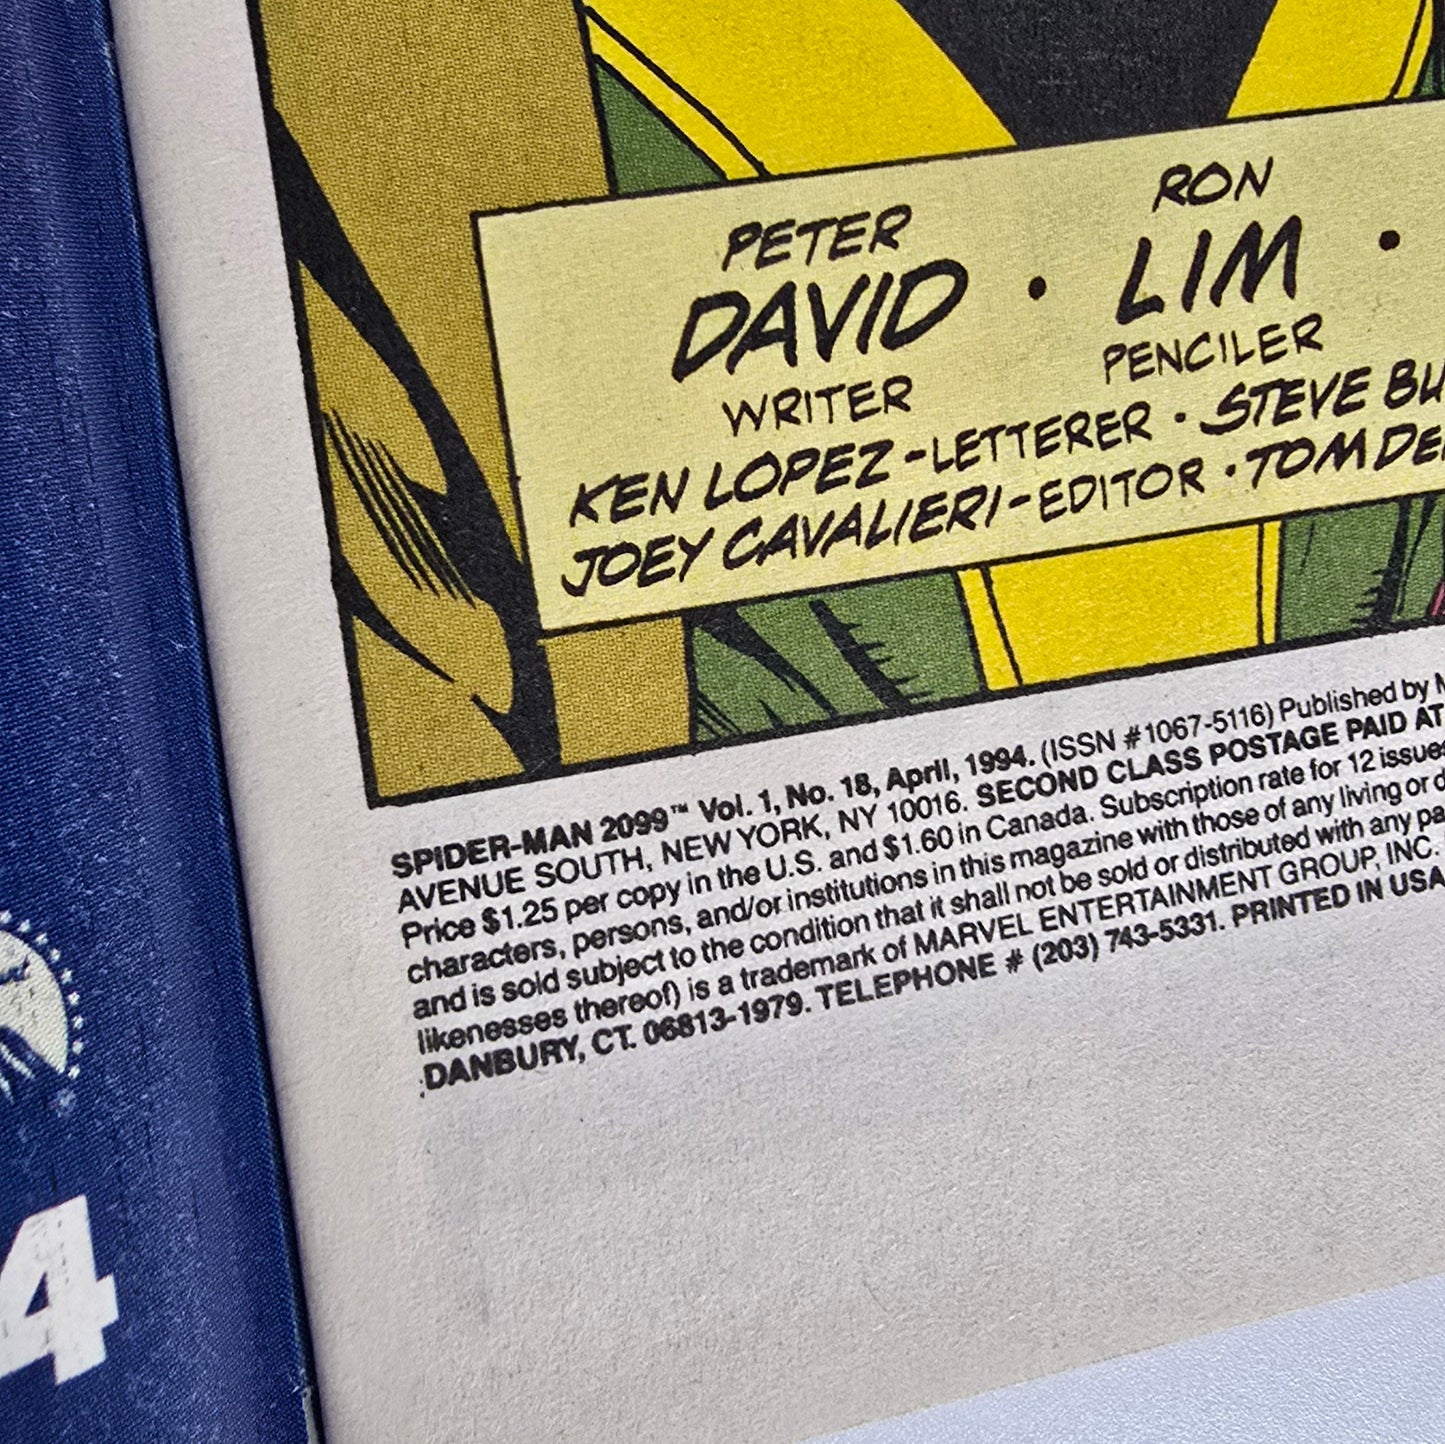 PETER
DAVID •
WRITER
RON
LIM •
PENCILER
KEN LOPEZ-LETTERER • STEVE
JOEY CAVALIERI-EDITOR • TOM
SPIDER-MAN 2099™ Vol. 1, No. 18, April, 1994. (ISSN #1067-5116) Published by
AVENUE SOUTH, NEW YORK, NY 10016. SECOND CLASS POSTAGE PAID AT
Price $1.25 per copy in the U.S. and $1.60 in Canada. Subscription rate for 12 issues
characters, persons, and/or institutions in this magazine with those of any living or
and is sold subject to the condition that it shall not be sold or distributed with any
likenesses thereof) is a trademark of MARVEL ENTERTAINMENT GROUP, INC.
DANBURY, CT. 06813-1979. TELEPHONE # (203) 743-5331. PRINTED IN USA
4